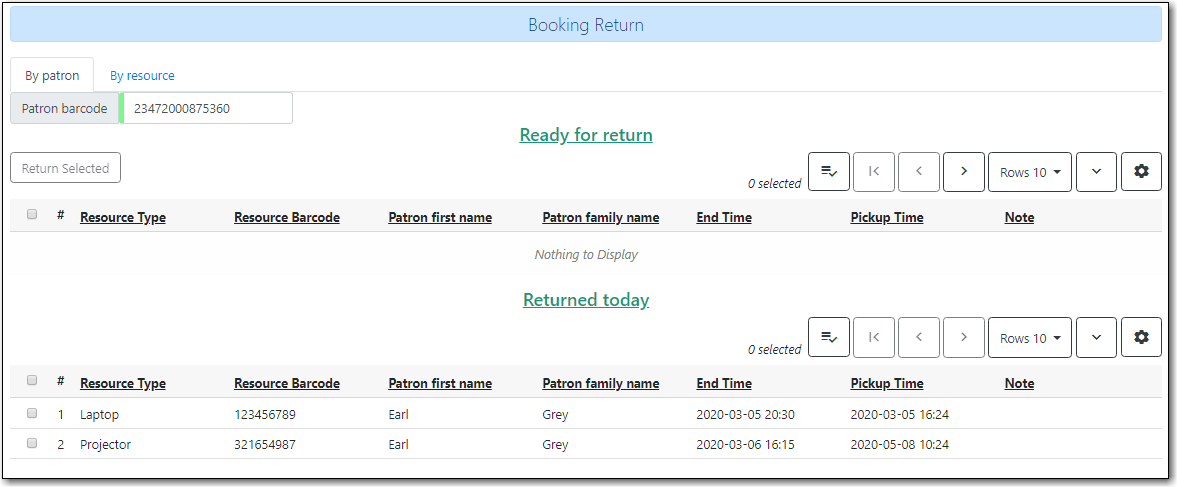 Booking Return
By patron By resource
Patron barcode 23472000875360
Ready for return
Return Selected 0 selected Rows 10
# Resource Type Resource Barcode Patron first name Patron family name End Time Pickup Time Note
Nothing to Display
Returned today
0 selected Rows 10
# Resource Type Resource Barcode Patron first name Patron family name End Time Pickup Time Note
1 Laptop 123456789 Earl Grey 2020-03-05 20:30 2020-03-05 16:24
2 Projector 321654987 Earl Grey 2020-03-06 16:15 2020-05-08 10:24